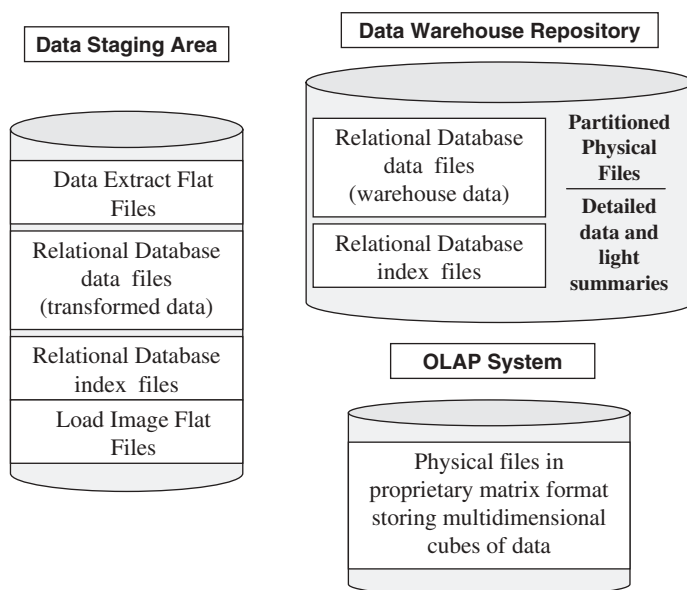 Data Staging Area
Data Extract Flat
Files
Relational Database
data files
(transformed data)
Relational Database
index files
Load Image Flat
Files
Data Warehouse Repository
Relational Database
data files
(warehouse data)
Relational Database
index files
Partitioned
Physical
Files
Detailed
data and
light
summaries
OLAP System
Physical files in
proprietary matrix format
storing multidimensional
cubes of data